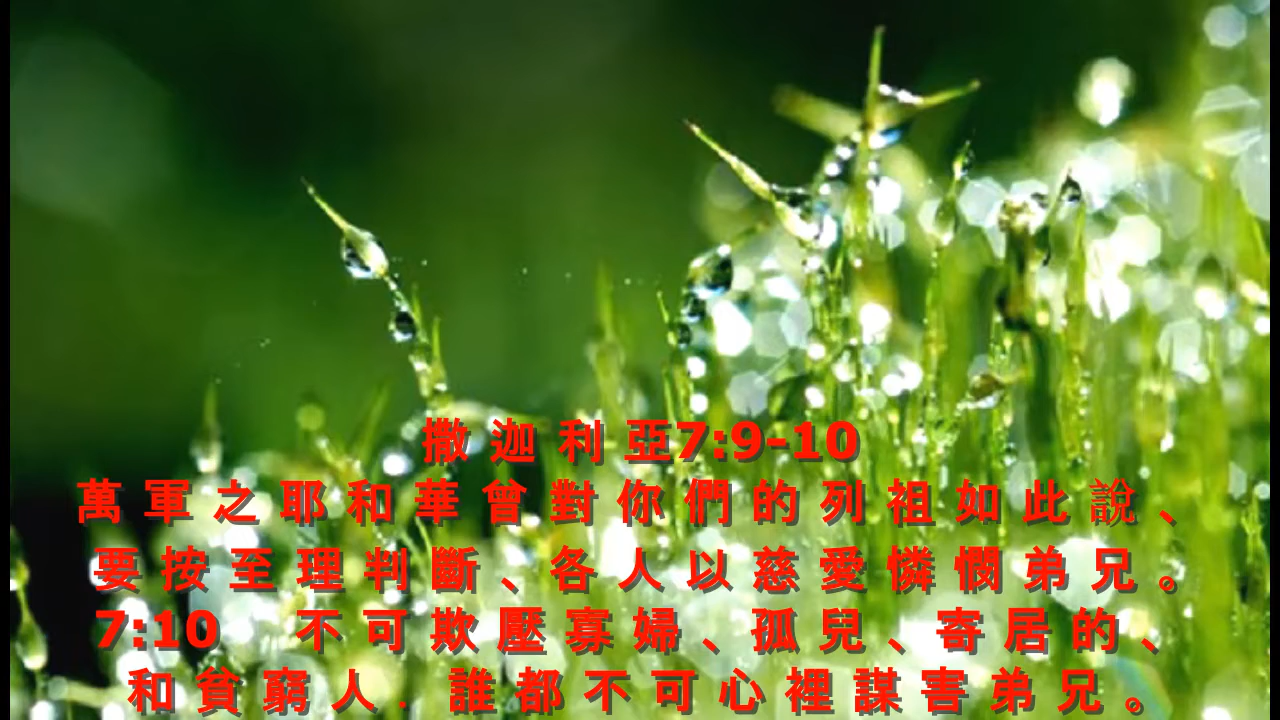 撒迦利亞7:9-10
萬軍之耶和華曾對你們的列祖如此說、
要按至理判斷、各人以慈愛憐憫弟兄。
7:10 不可欺壓寡婦、孤兒、寄居的、
和貧窮人．誰都不可心裡謀害弟兄。